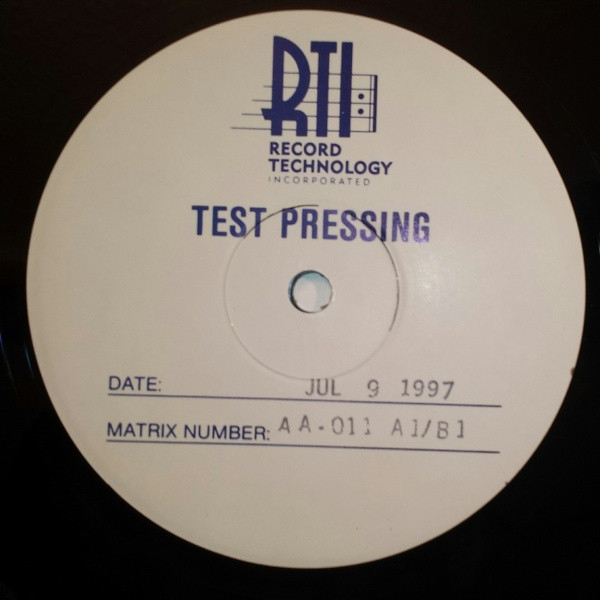 RTI
RECORD
TECHNOLOGY
INCORPORATED
TEST PRESSING
DATE: JUL 9 1997
MATRIX NUMBER: AA-011 A1/B1